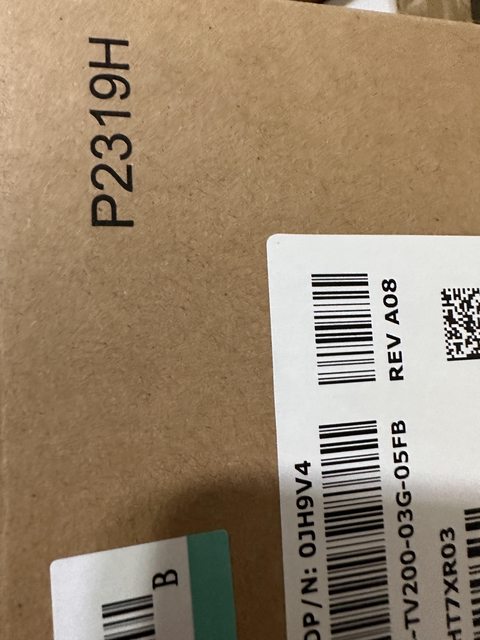 P2319H
DP/N: 0JH9V4
REV A08
-TV200-03G-05FB
HT7XR03
B